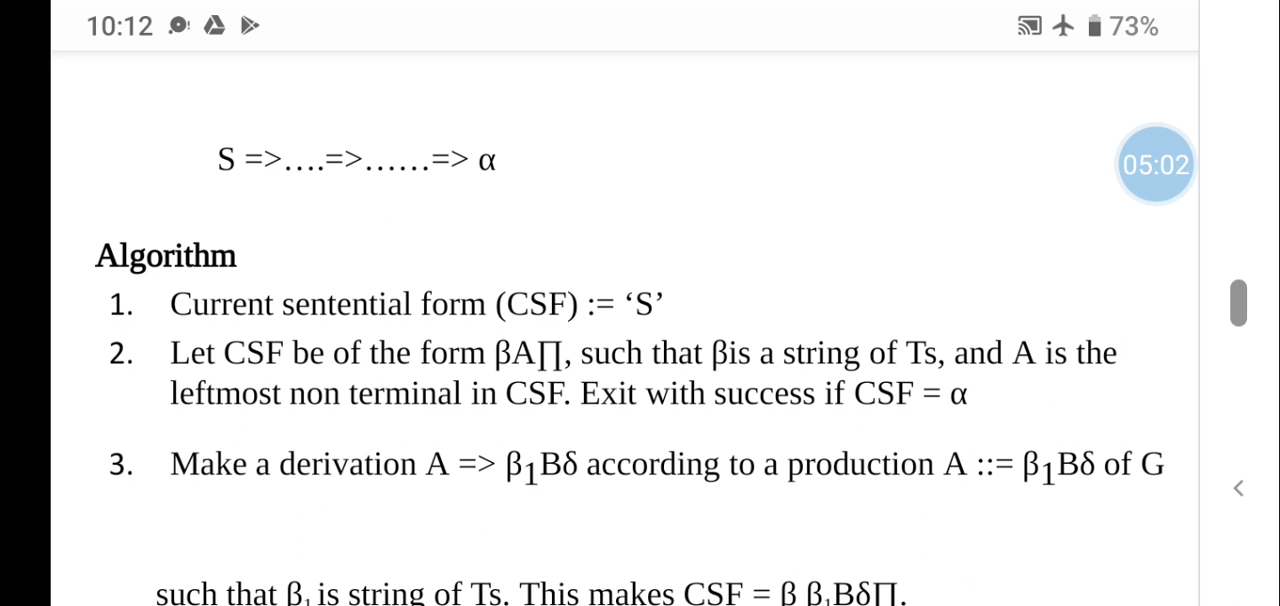 10:12 73%
S =>....=>......=> α
05:02
Algorithm
1. Current sentential form (CSF) := ‘S’
2. Let CSF be of the form βA∏, such that βis a string of Ts, and A is the
leftmost non terminal in CSF. Exit with success if CSF = α
3. Make a derivation A => β₁Bδ according to a production A ::= β₁Bδ of G
such that β₁ is string of Ts. This makes CSF = β β₁Bδ∏.